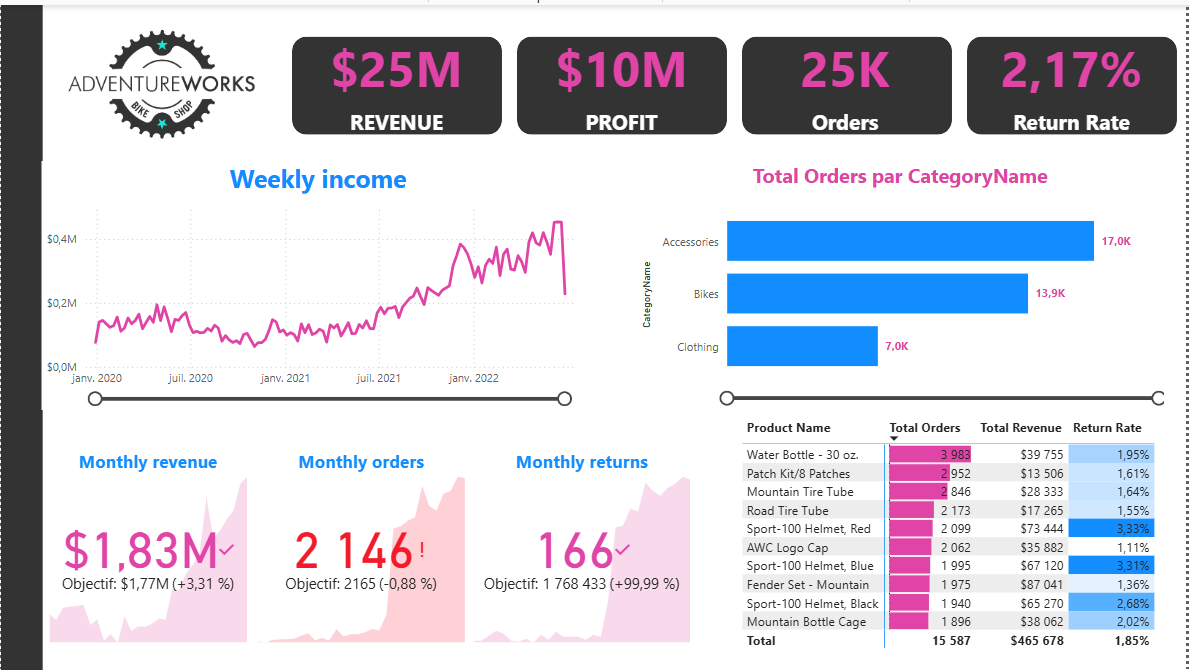 ADVENTUREWORKS
BIKE SHOP
$25M
REVENUE
$10M
PROFIT
25K
Orders
2,17%
Return Rate
Weekly income
$0,4M
$0,2M
$0,0M
janv. 2020
juil. 2020
janv. 2021
juil. 2021
janv. 2022
Total Orders par CategoryName
CategoryName
Accessories 17,0K
Bikes 13,9K
Clothing 7,0K
Monthly revenue
$1,83M
Objectif: $1,77M (+3,31 %)
Monthly orders
2 146!
Objectif: 2165 (-0,88 %)
Monthly returns
166
Objectif: 1 768 433 (+99,99 %)
Product Name Total Orders Total Revenue Return Rate
Water Bottle - 30 oz. 3 983 $39 755 1,95%
Patch Kit/8 Patches 2 952 $13 506 1,61%
Mountain Tire Tube 2 846 $28 333 1,64%
Road Tire Tube 2 173 $17 265 1,55%
Sport-100 Helmet, Red 2 099 $73 444 3,33%
AWC Logo Cap 2 062 $35 882 1,11%
Sport-100 Helmet, Blue 1 995 $67 120 3,31%
Fender Set - Mountain 1 975 $87 041 1,36%
Sport-100 Helmet, Black 1 940 $65 270 2,68%
Mountain Bottle Cage 1 896 $38 062 2,02%
Total 15 587 $465 678 1,85%